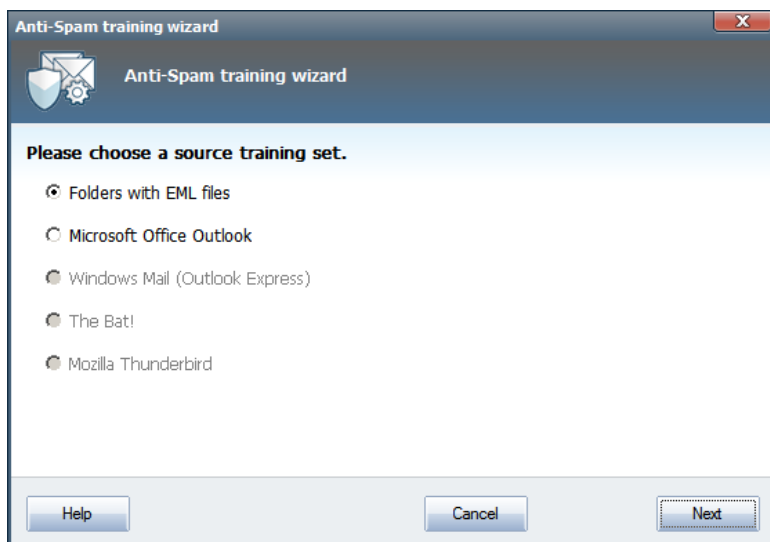 Anti-Spam training wizard
Anti-Spam training wizard
Please choose a source training set.
Folders with EML files
Microsoft Office Outlook
Windows Mail (Outlook Express)
The Bat!
Mozilla Thunderbird
Help Cancel Next